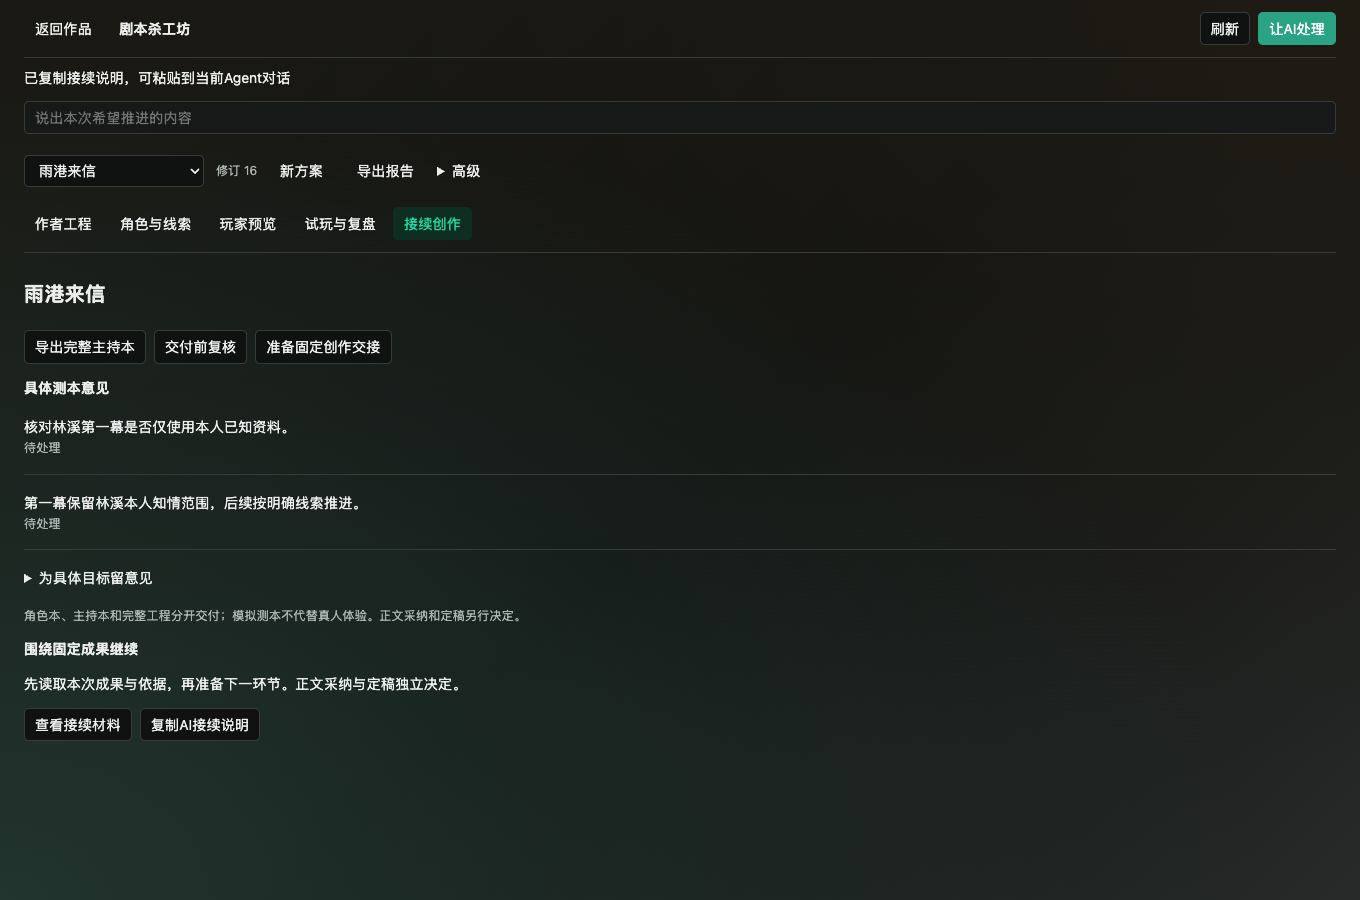 返回作品 剧本杀工坊 刷新 让AI处理
已复制接续说明，可粘贴到当前Agent对话
说出本次希望推进的内容
雨港来信 修订 16 新方案 导出报告 ▶ 高级
作者工程 角色与线索 玩家预览 试玩与复盘 接续创作
雨港来信
导出完整主持本 交付前复核 准备固定创作交接
具体测本意见
核对林溪第一幕是否仅使用本人已知资料。
待处理
第一幕保留林溪本人知情范围，后续按明确线索推进。
待处理
▶ 为具体目标留意见
角色本、主持本和完整工程分开交付；模拟测本不代替真人体验。正文采纳和定稿另行决定。
围绕固定成果继续
先读取本次成果与依据，再准备下一环节。正文采纳与定稿独立决定。
查看接续材料 复制AI接续说明